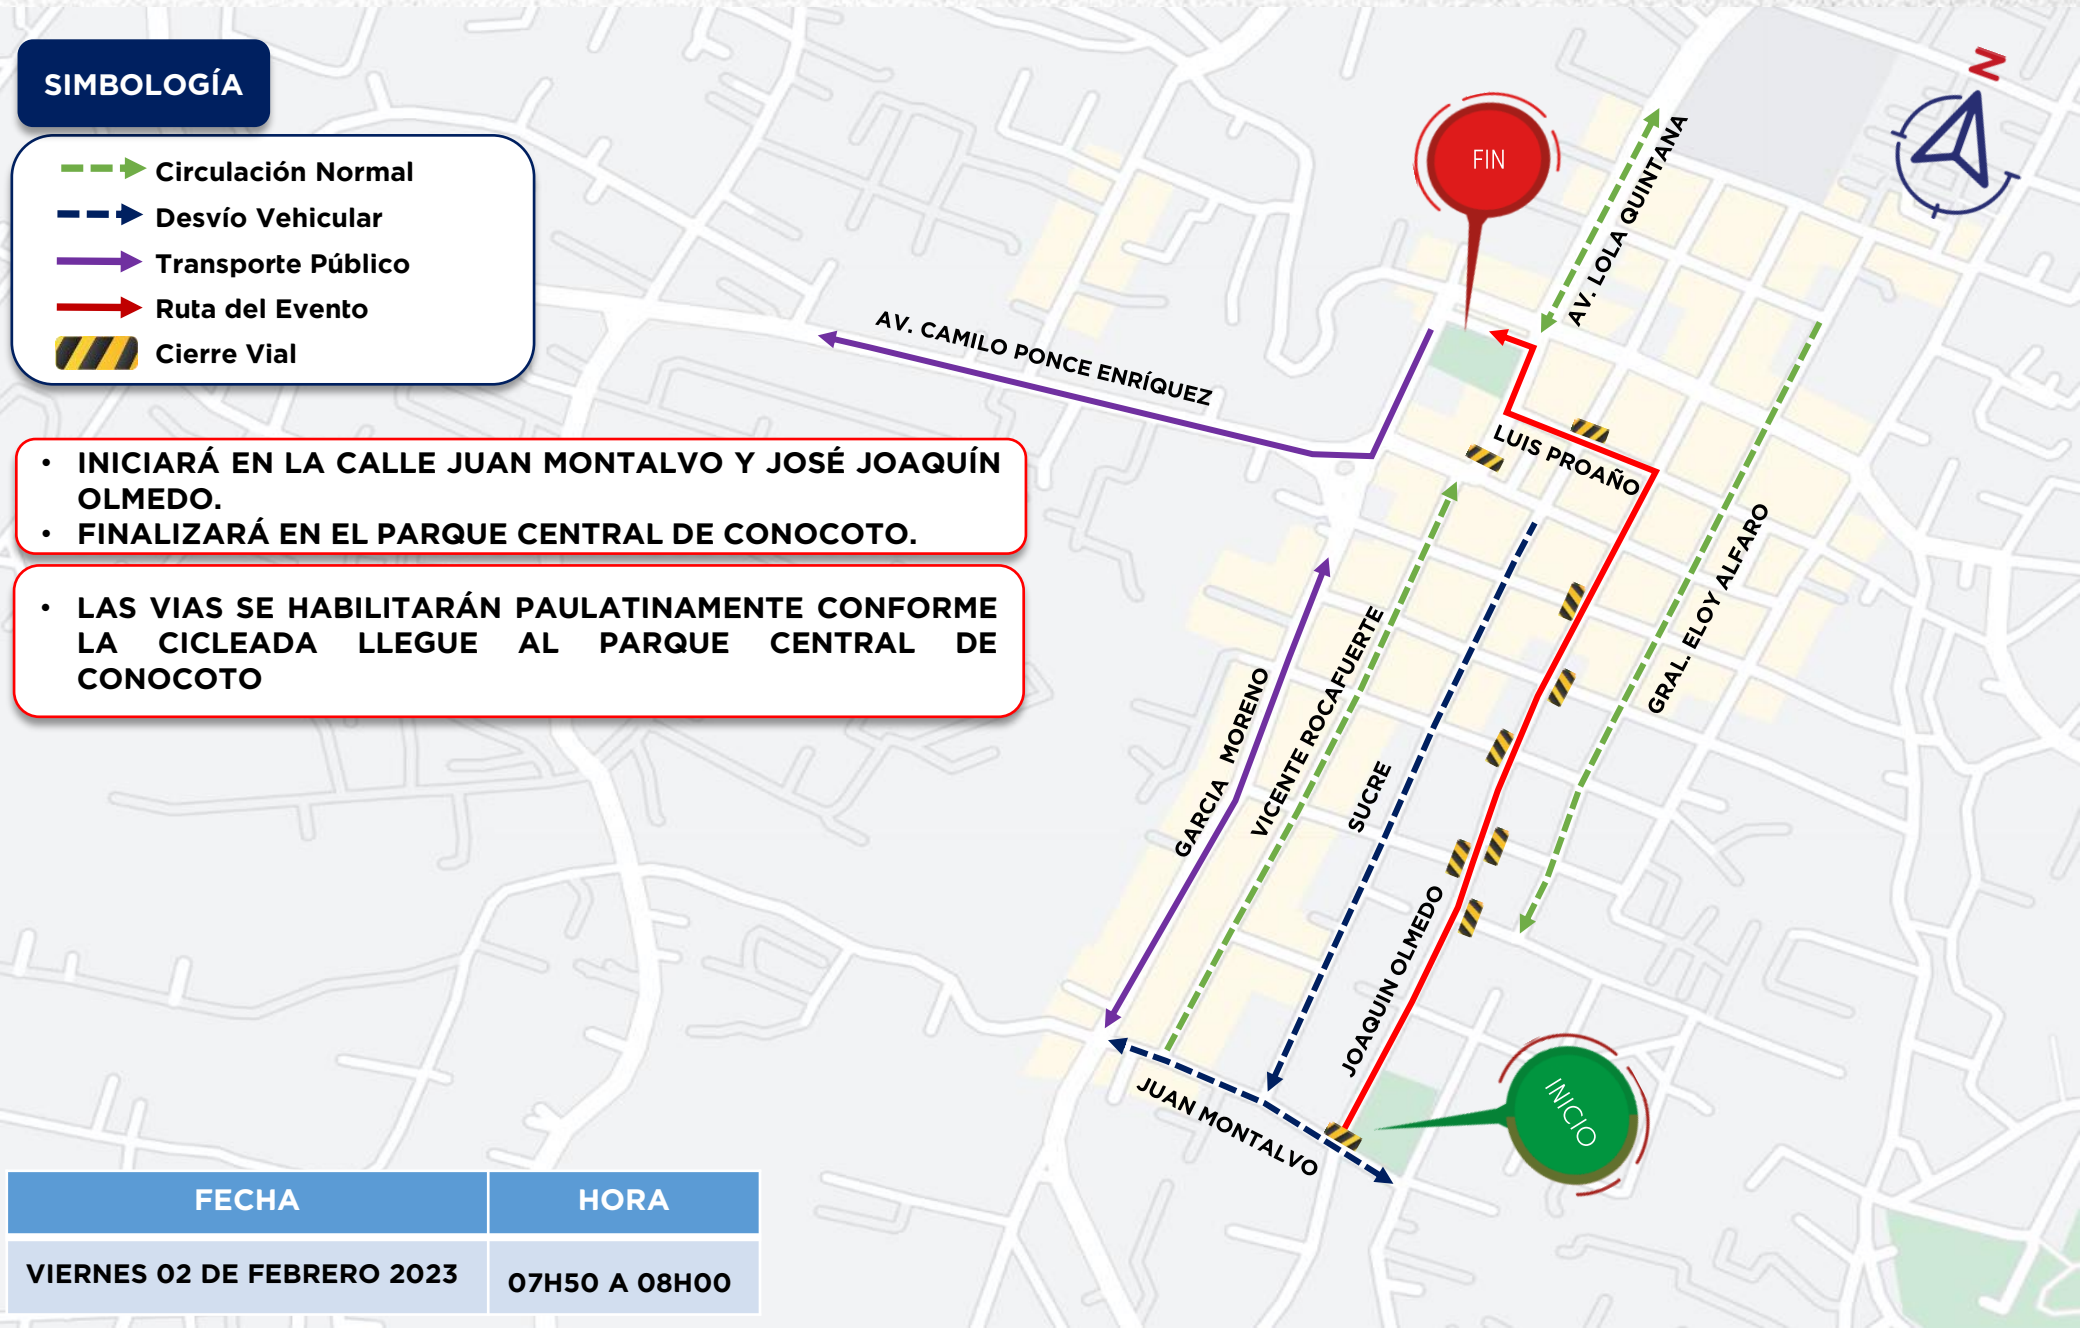 SIMBOLOGÍA
Circulación Normal
Desvío Vehicular
Transporte Público
Ruta del Evento
Cierre Vial
• INICIARÁ EN LA CALLE JUAN MONTALVO Y JOSÉ JOAQUÍN
OLMEDO.
• FINALIZARÁ EN EL PARQUE CENTRAL DE CONOCOTO.
• LAS VIAS SE HABILITARÁN PAULATINAMENTE CONFORME
LA CICLEADA LLEGUE AL PARQUE CENTRAL DE
CONOCOTO
N
FIN
AV. LOLA QUINTANA
AV. CAMILO PONCE ENRÍQUEZ
LUIS PROAÑO
GRAL. ELOY ALFARO
GARCIA MORENO
VICENTE ROCAFUERTE
SUCRE
JOAQUIN OLMEDO
JUAN MONTALVO
INICIO
FECHA HORA
VIERNES 02 DE FEBRERO 2023 07H50 A 08H00